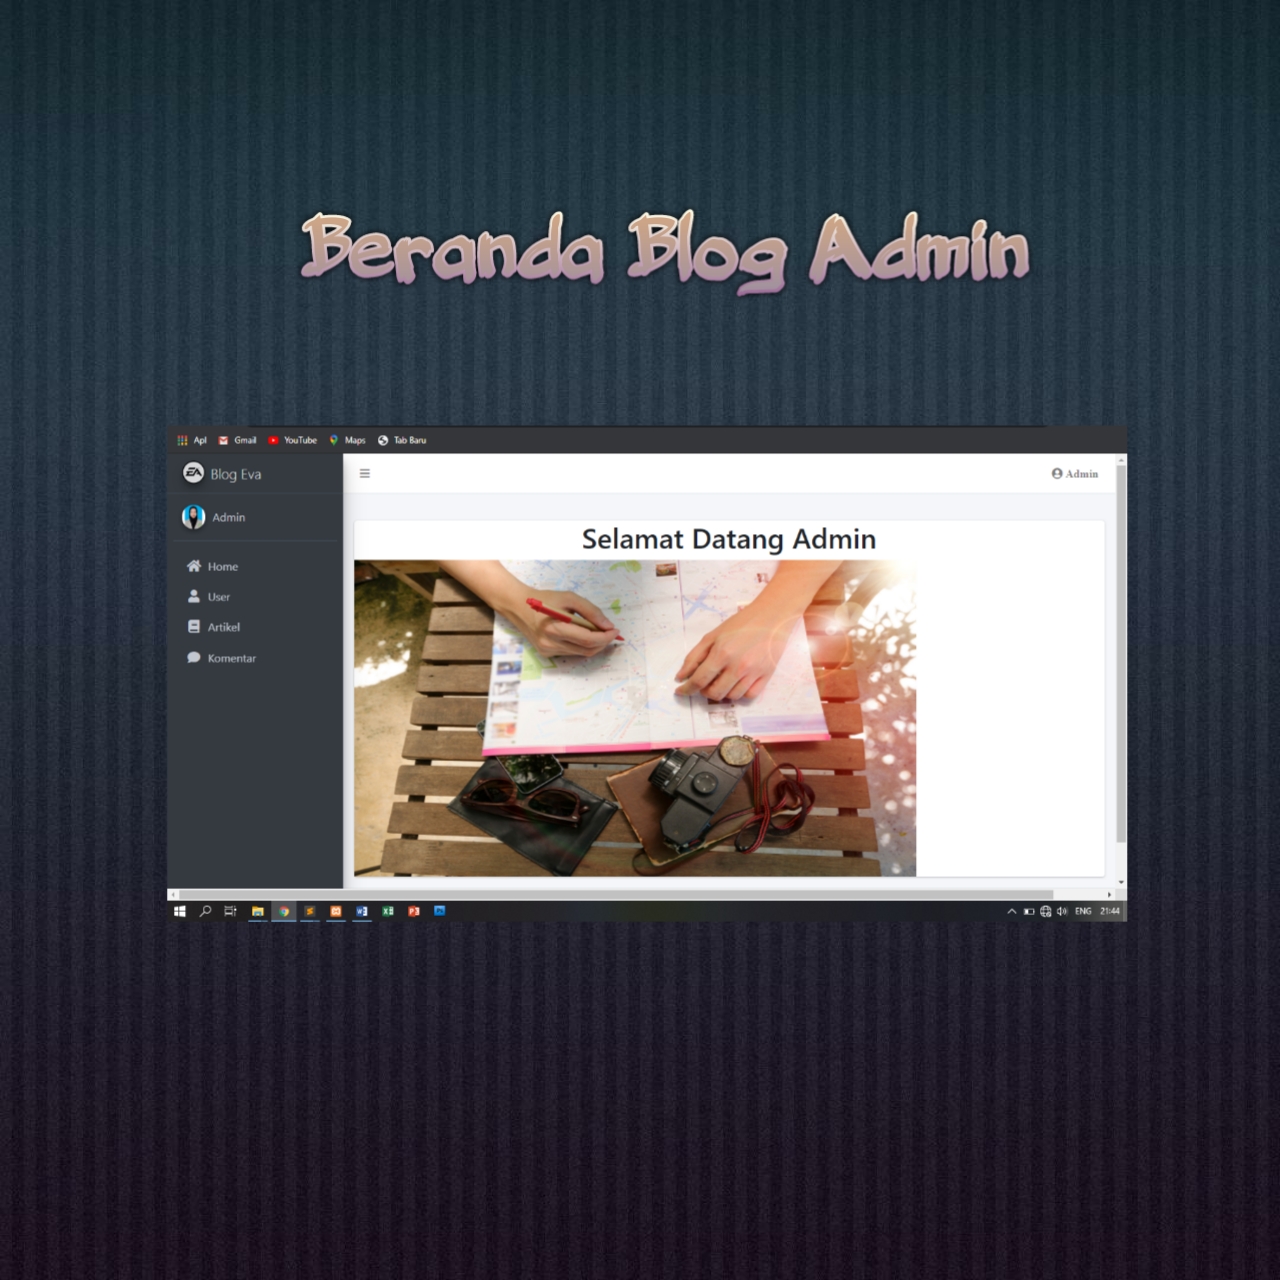 Beranda Blog Admin
Apl Gmail YouTube Maps Tab Baru
EA Blog Eva
Admin
Admin
Home
User
Artikel
Komentar
Selamat Datang Admin
ENG 21:44